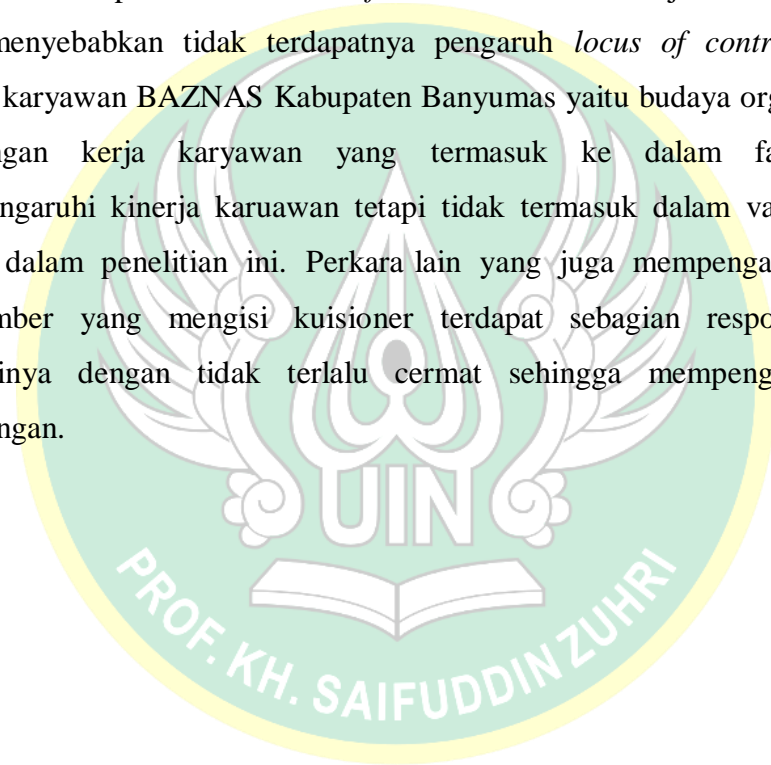 menyebabkan tidak terdapatnya pengaruh locus of contr
karyawan BAZNAS Kabupaten Banyumas yaitu budaya org
ngan kerja karyawan yang termasuk ke dalam fa
ngaruhi kinerja karuawan tetapi tidak termasuk dalam va
dalam penelitian ini. Perkara lain yang juga mempenga
mber yang mengisi kuisioner terdapat sebagian respo
inya dengan tidak terlalu cermat sehingga mempeng
ngan.
UIN
PROF. KH. SAIFUDDIN ZUHRI